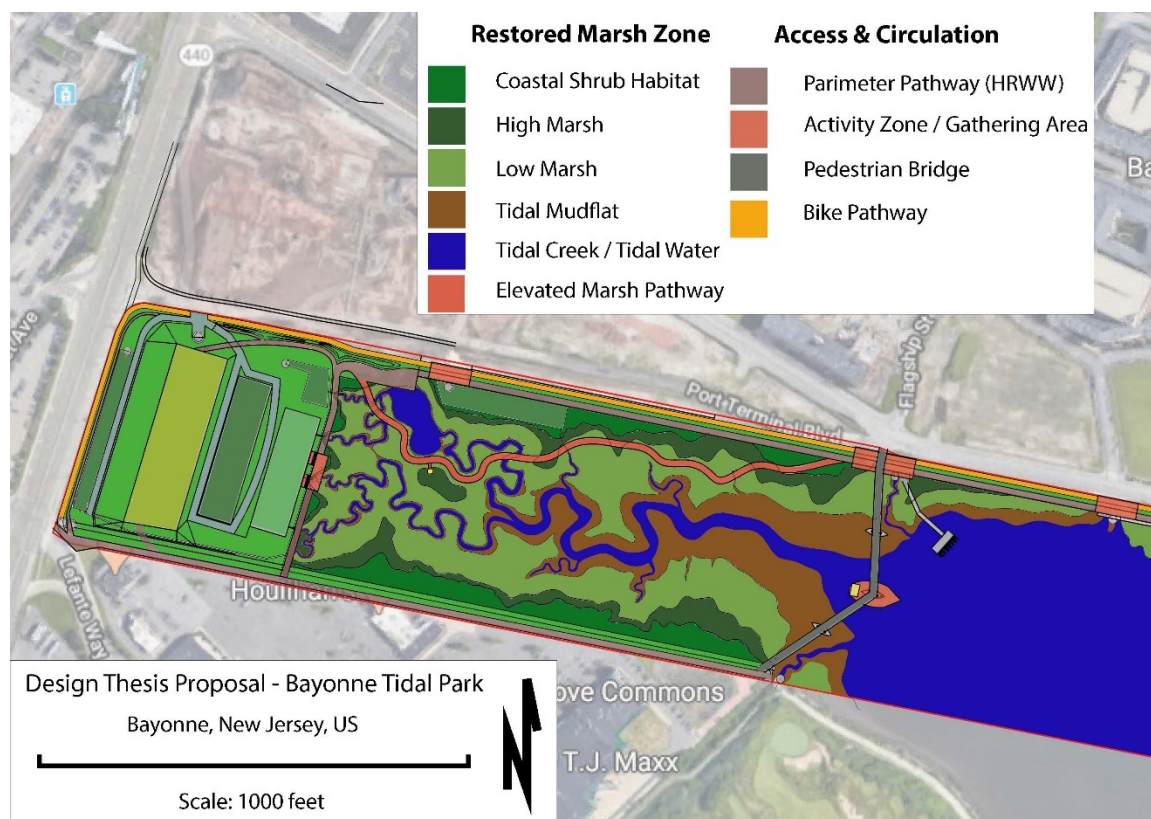 Restored Marsh Zone
Coastal Shrub Habitat
High Marsh
Low Marsh
Tidal Mudflat
Tidal Creek / Tidal Water
Elevated Marsh Pathway
Access & Circulation
Parimeter Pathway (HRWW)
Activity Zone / Gathering Area
Pedestrian Bridge
Bike Pathway
440
Ba
Ave
Flagship St
Port Terminal Blvd
Lefante Way
ove Commons
T.J. Maxx
Design Thesis Proposal - Bayonne Tidal Park
Bayonne, New Jersey, US
Scale: 1000 feet
N